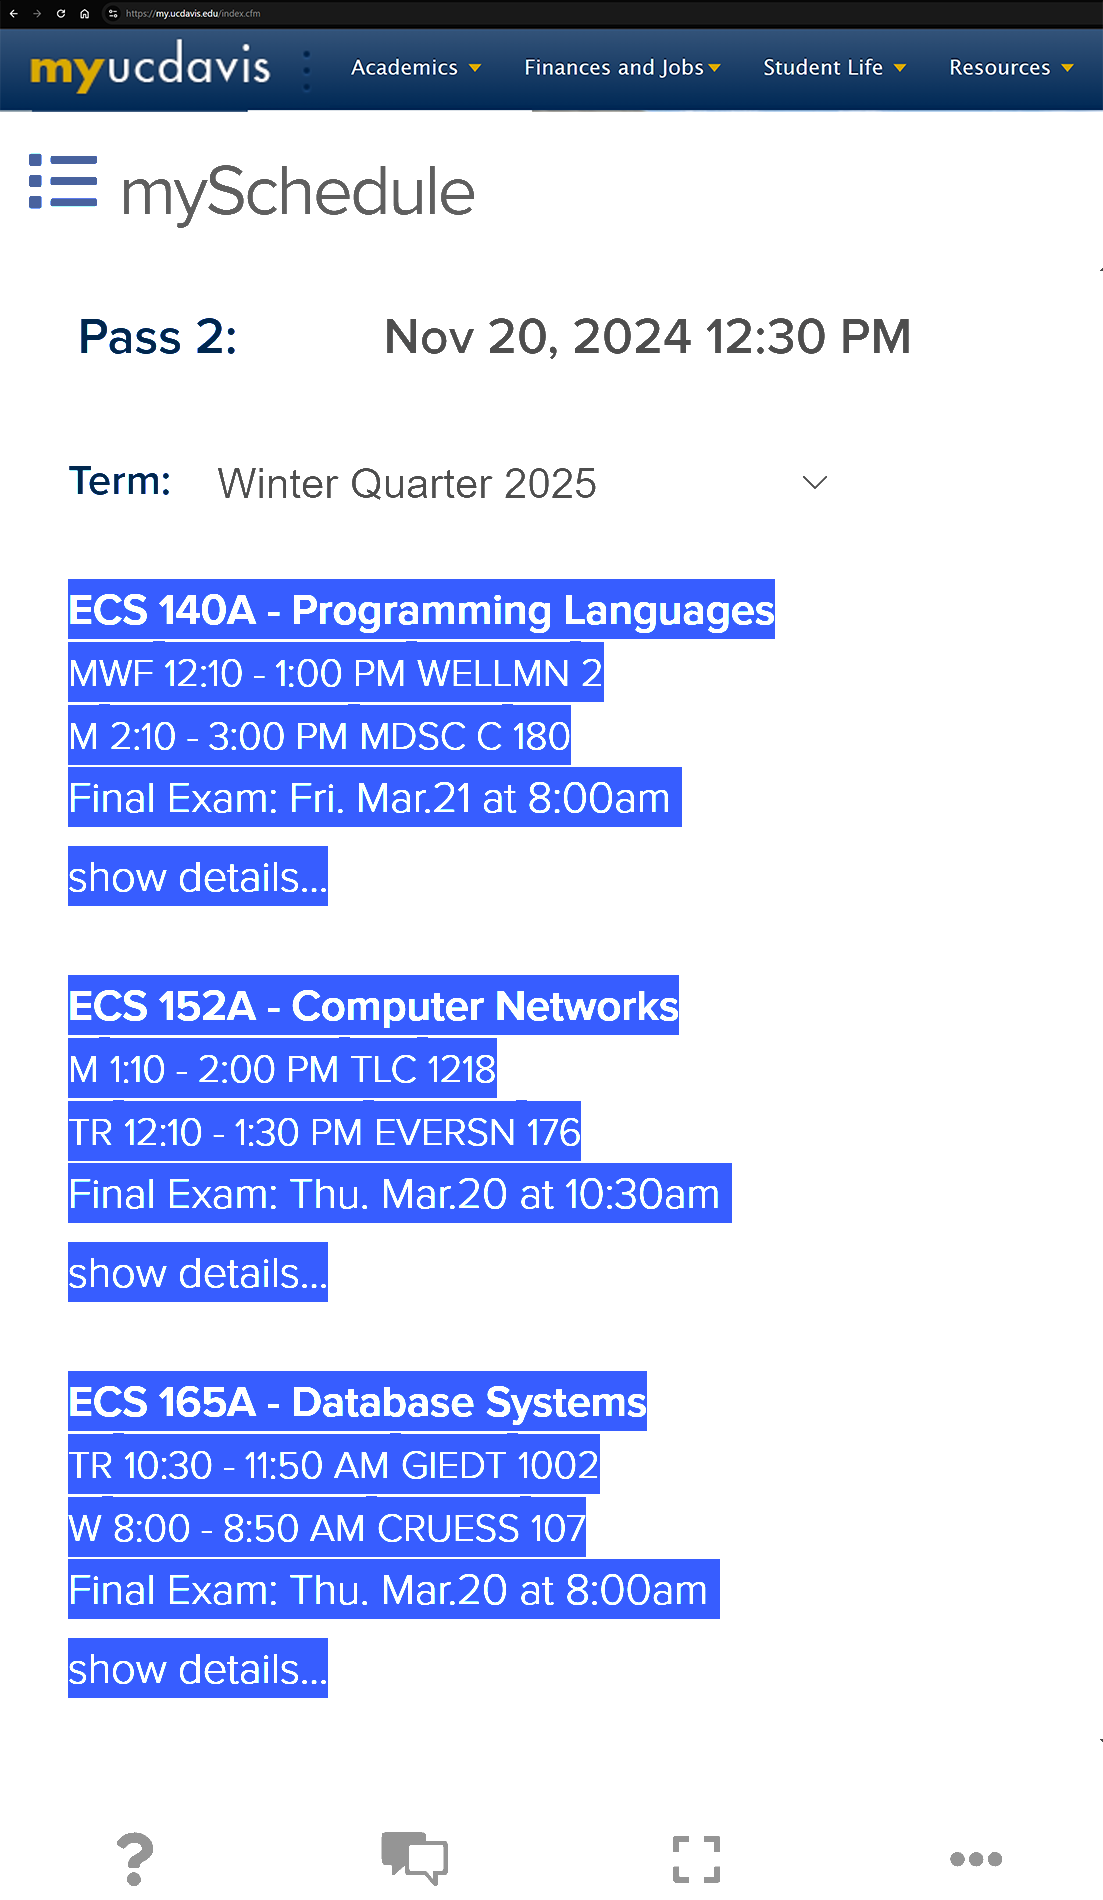 https://my.ucdavis.edu/index.cfm
myucdavis Academics Finances and Jobs Student Life Resources
mySchedule
Pass 2: Nov 20, 2024 12:30 PM
Term: Winter Quarter 2025
ECS 140A - Programming Languages
MWF 12:10 - 1:00 PM WELLMN 2
M 2:10 - 3:00 PM MDSC C 180
Final Exam: Fri. Mar.21 at 8:00am
show details...
ECS 152A - Computer Networks
M 1:10 - 2:00 PM TLC 1218
TR 12:10 - 1:30 PM EVERSN 176
Final Exam: Thu. Mar.20 at 10:30am
show details...
ECS 165A - Database Systems
TR 10:30 - 11:50 AM GIEDT 1002
W 8:00 - 8:50 AM CRUESS 107
Final Exam: Thu. Mar.20 at 8:00am
show details...